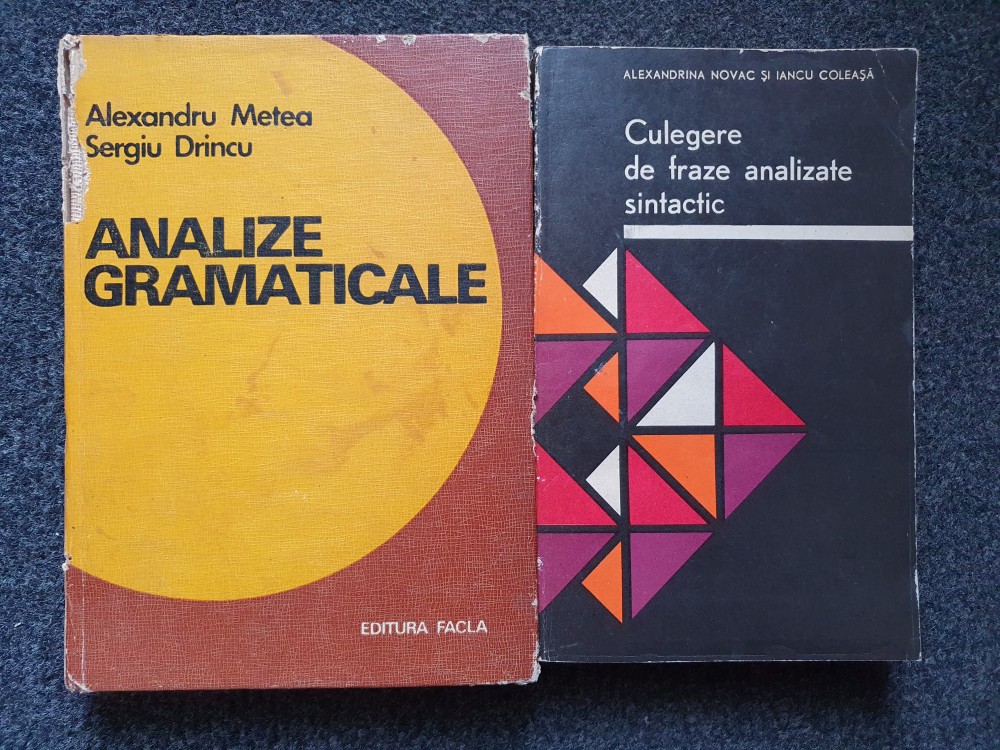 Alexandru Metea
Sergiu Drincu
ANALIZE
GRAMATICALE
EDITURA FACLA
ALEXANDRINA NOVAC ȘI IANCU COLEAȘĂ
Culegere
de fraze analizate
sintactic